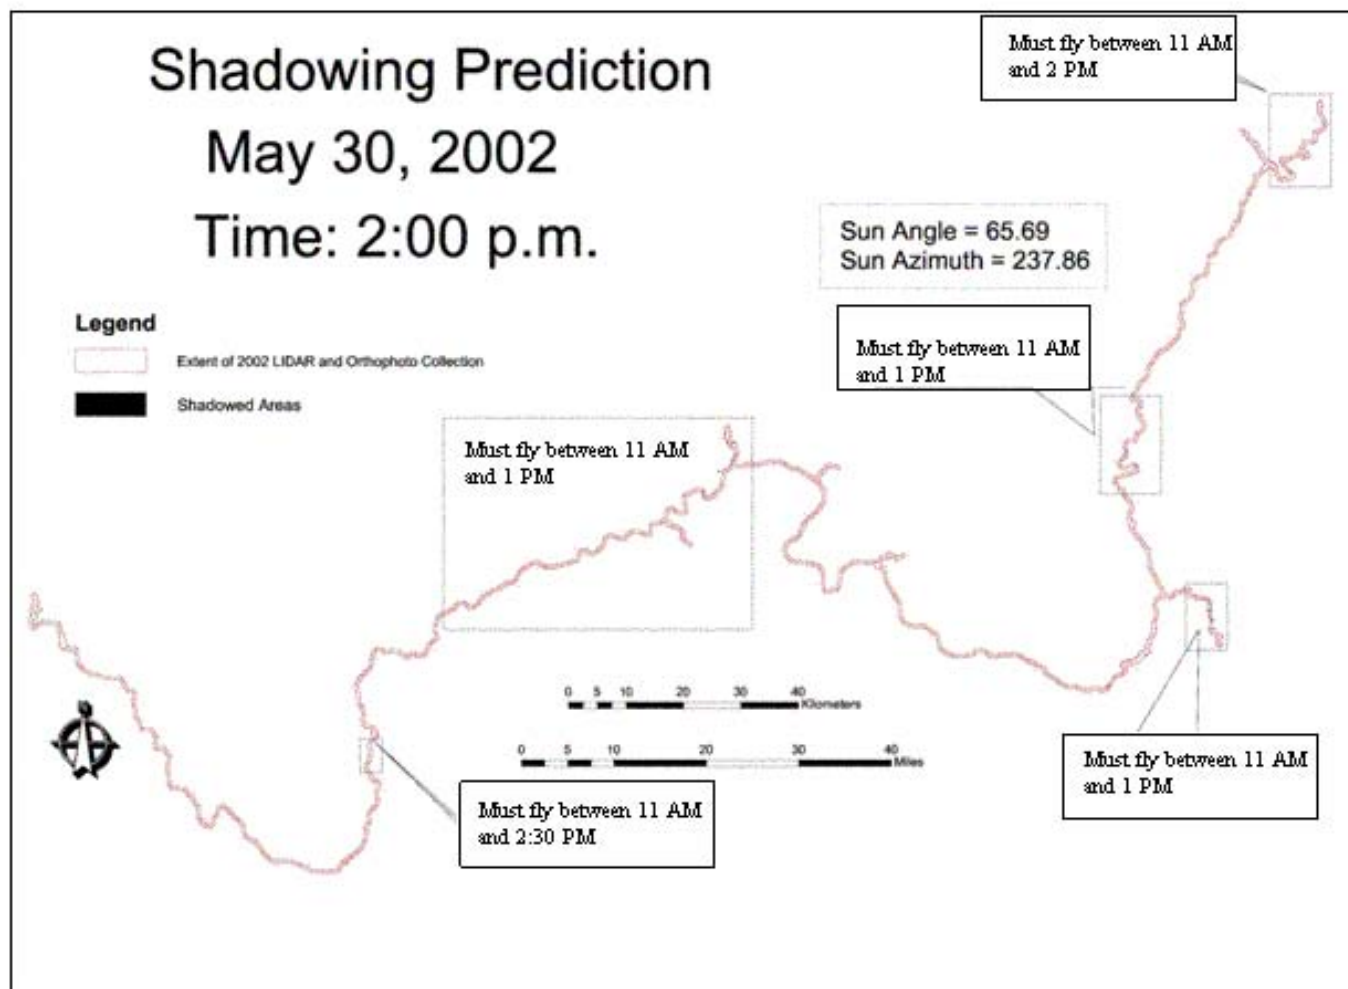 Shadowing Prediction
May 30, 2002
Time: 2:00 p.m.
Must fly between 11 AM
and 2 PM
Sun Angle = 65.69
Sun Azimuth = 237.86
Legend
Extent of 2002 LIDAR and Orthophoto Collection
Shadowed Areas
Must fly between 11 AM
and 1 PM
Must fly between 11 AM
and 1 PM
0 5 10 20 30 40
Kilometers
0 5 10 20 30 40
Miles
Must fly between 11 AM
and 1 PM
Must fly between 11 AM
and 2:30 PM